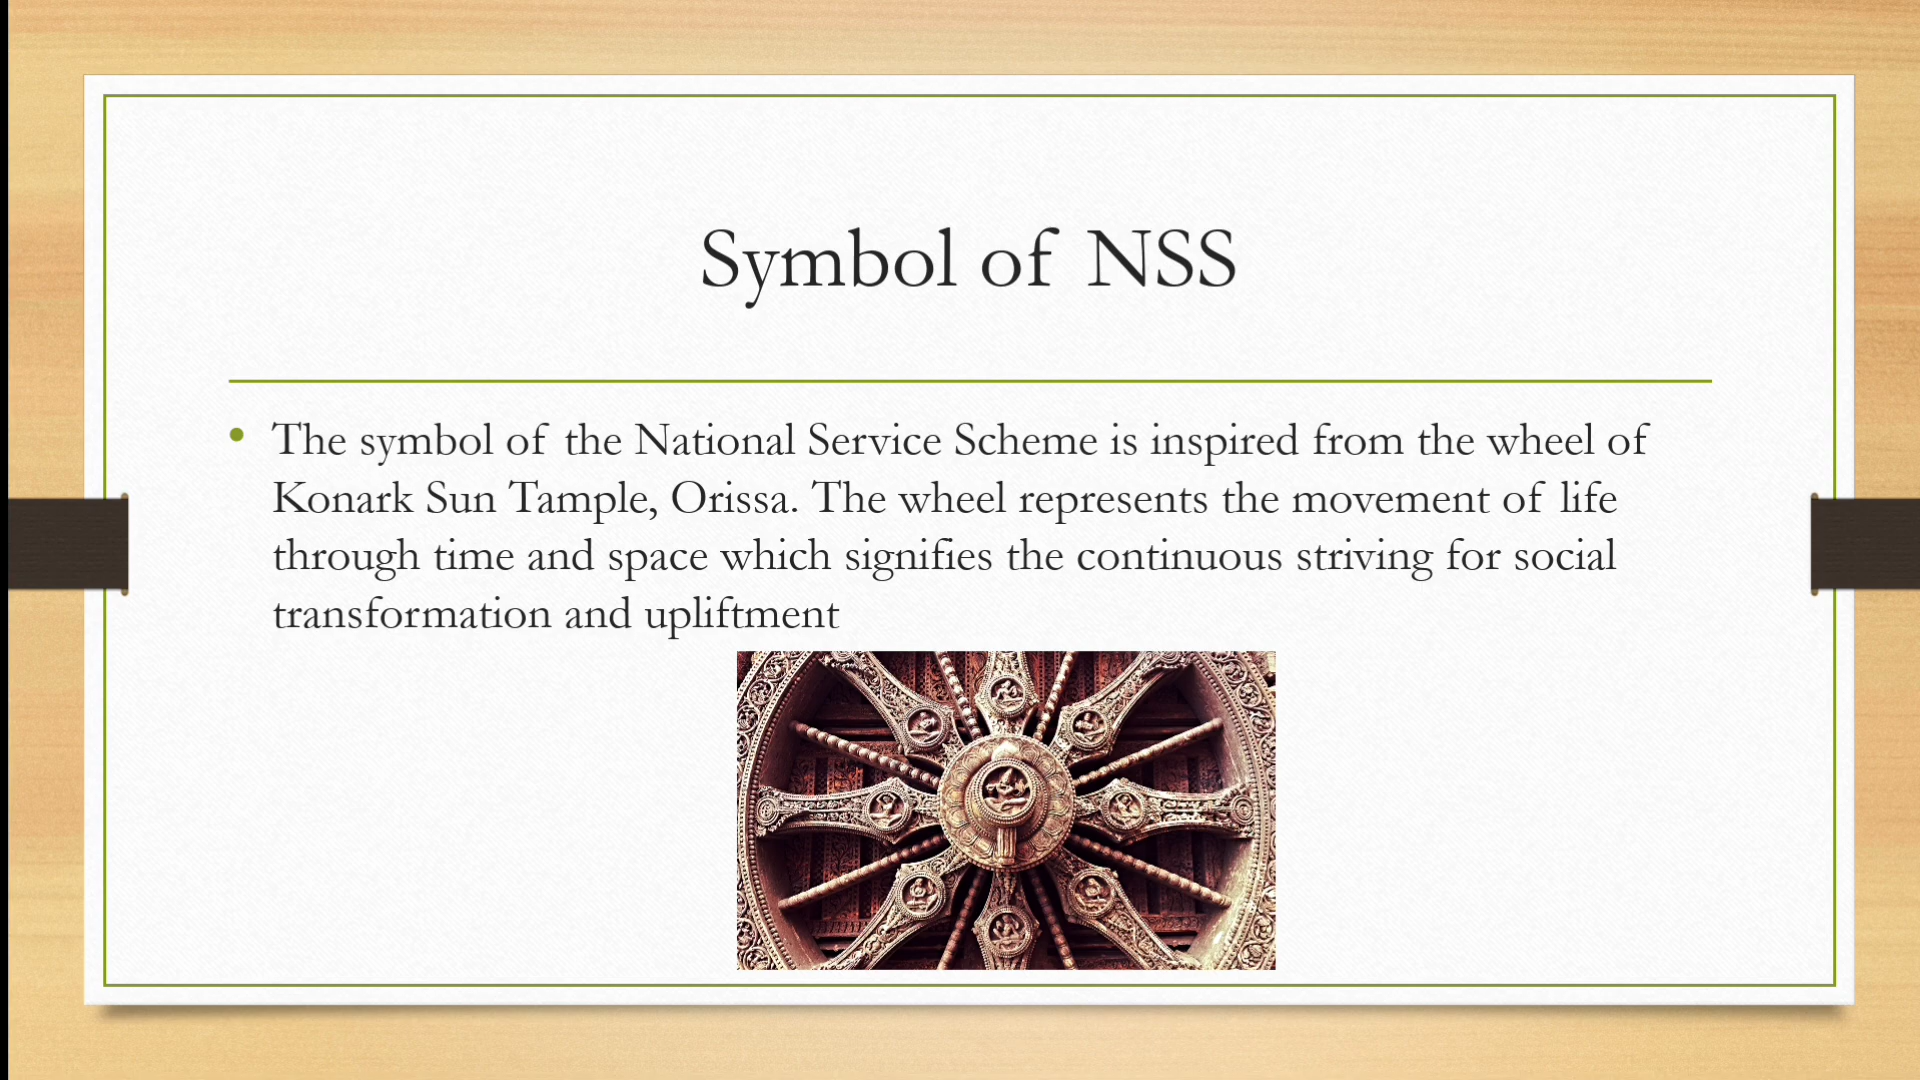 Symbol of NSS
• The symbol of the National Service Scheme is inspired from the wheel of
Konark Sun Tample, Orissa. The wheel represents the movement of life
through time and space which signifies the continuous striving for social
transformation and upliftment